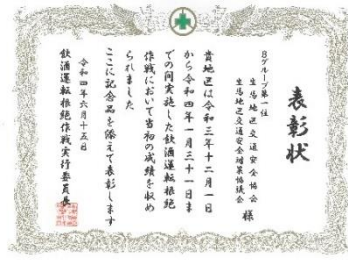 表彰状
Bグループ第一位
生馬地区交通安全協会
生馬地区交通安全対策協議会 様
貴地区は令和三年十二月一日
から令和四年一月三十一日ま
での間実施した飲酒運転根絶
作戦において当初の成績を収め
られました
ここに記念品を添えて表彰します
令和四年六月十五日
飲酒運転根絶作戦実行委員長